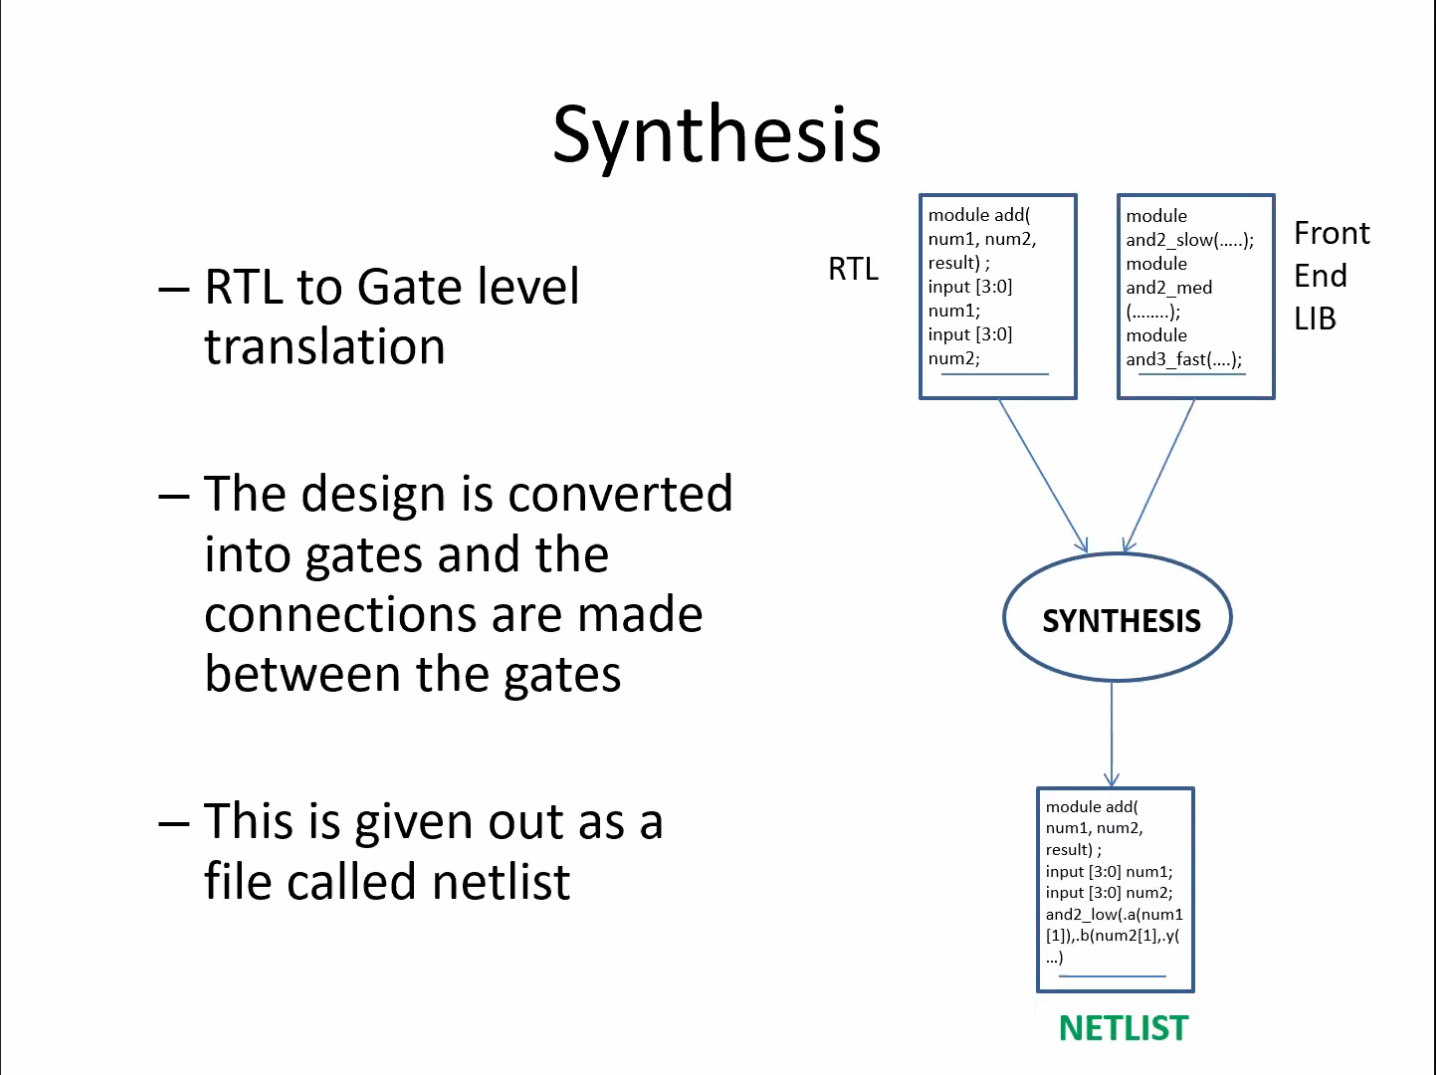 Synthesis
– RTL to Gate level
translation
– The design is converted
into gates and the
connections are made
between the gates
– This is given out as a
file called netlist
RTL
module add(
num1, num2,
result) ;
input [3:0]
num1;
input [3:0]
num2;
module
and2_slow(.....);
module
and2_med
(........);
module
and3_fast(....);
Front
End
LIB
SYNTHESIS
module add(
num1, num2,
result) ;
input [3:0] num1;
input [3:0] num2;
and2_low(.a(num1
[1]),.b(num2[1],.y(
...)
NETLIST